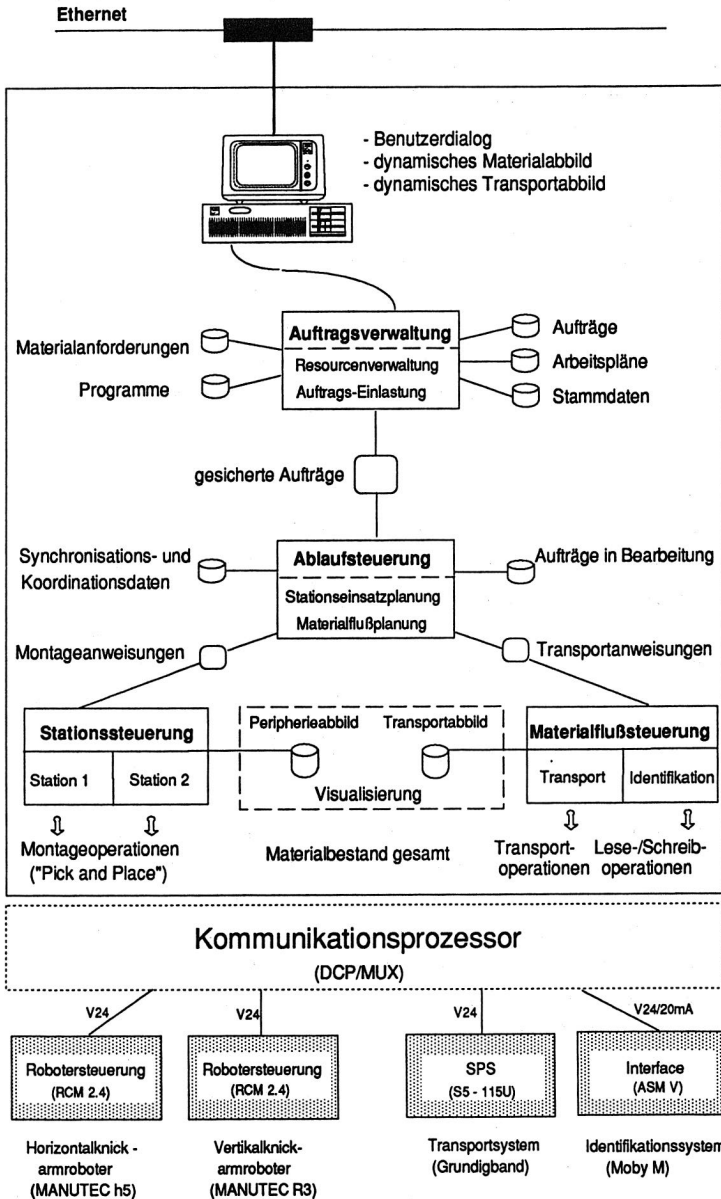 Ethernet
- Benutzerdialog
- dynamisches Materialabbild
- dynamisches Transportabbild
Auftragsverwaltung
Resourcenverwaltung
Auftrags-Einlastung
Materialanforderungen
Programme
Aufträge
Arbeitspläne
Stammdaten
gesicherte Aufträge
Synchronisations- und
Koordinationsdaten
Ablaufsteuerung
Stationseinsatzplanung
Materialflußplanung
Aufträge in Bearbeitung
Montageanweisungen
Transportanweisungen
Stationssteuerung
Station 1
Station 2
Peripherieabbild
Transportabbild
Visualisierung
Materialflußsteuerung
Transport
Identifikation
Montageoperationen
("Pick and Place")
Materialbestand gesamt
Transport-
operationen
Lese-/Schreib-
operationen
Kommunikationsprozessor
(DCP/MUX)
V24
V24
V24
V24/20mA
Robotersteuerung
(RCM 2.4)
Robotersteuerung
(RCM 2.4)
SPS
(S5 - 115U)
Interface
(ASM V)
Horizontalknick -
armroboter
(MANUTEC h5)
Vertikalknick-
armroboter
(MANUTEC R3)
Transportsystem
(Grundigband)
Identifikationssystem
(Moby M)